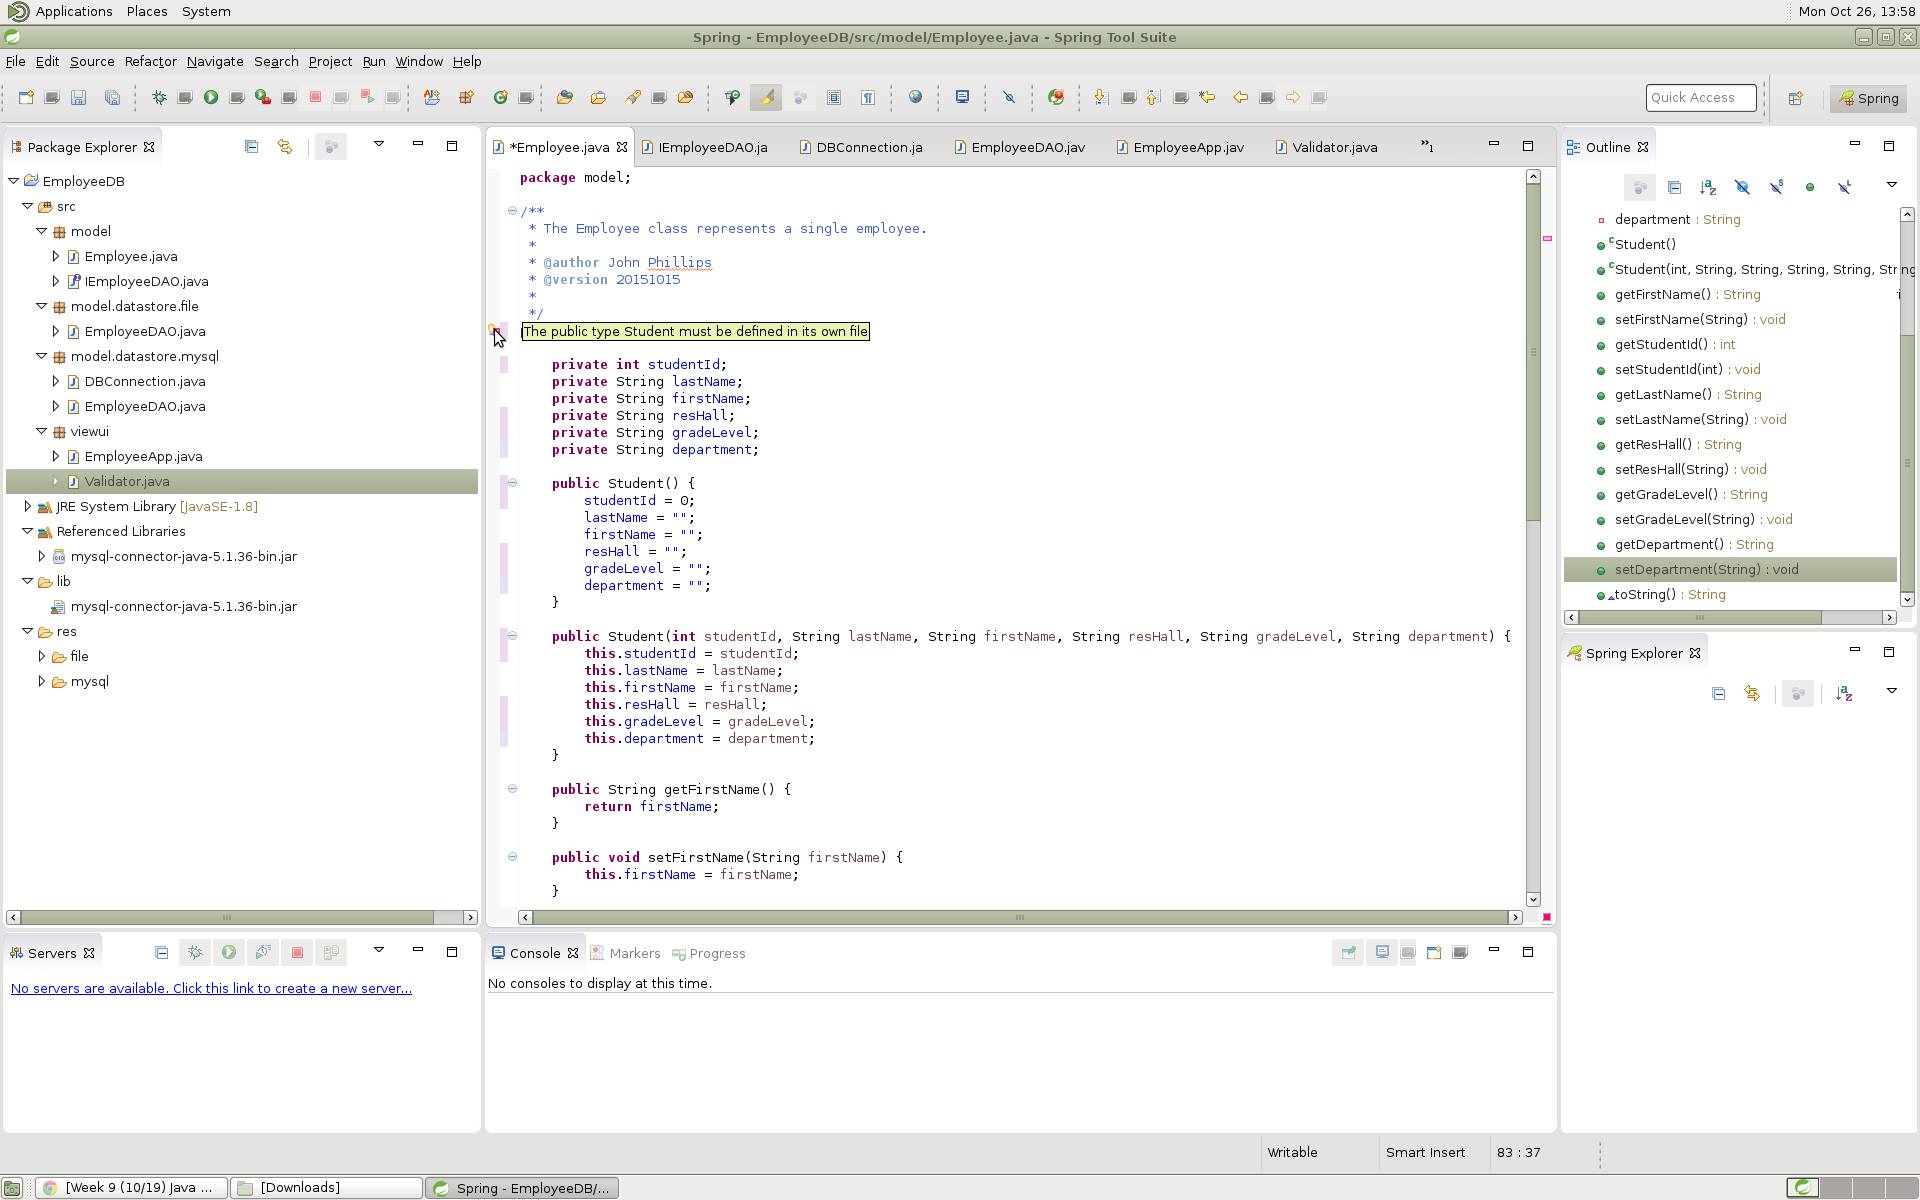 Applications Places System
Mon Oct 26, 13:58
Spring - EmployeeDB/src/model/Employee.java - Spring Tool Suite
File Edit Source Refactor Navigate Search Project Run Window Help
Quick Access
Spring
Package Explorer
EmployeeDB
src
model
Employee.java
IEmployeeDAO.java
model.datastore.file
EmployeeDAO.java
model.datastore.mysql
DBConnection.java
EmployeeDAO.java
viewui
EmployeeApp.java
Validator.java
JRE System Library [JavaSE-1.8]
Referenced Libraries
mysql-connector-java-5.1.36-bin.jar
lib
mysql-connector-java-5.1.36-bin.jar
res
file
mysql
*Employee.java IEmployeeDAO.ja DBConnection.ja EmployeeDAO.jav EmployeeApp.jav Validator.java »1
package model;
/**
* The Employee class represents a single employee.
*
* @author John Phillips
* @version 20151015
*
*/
The public type Student must be defined in its own file
private int studentId;
private String lastName;
private String firstName;
private String resHall;
private String gradeLevel;
private String department;
public Student() {
studentId = 0;
lastName = "";
firstName = "";
resHall = "";
gradeLevel = "";
department = "";
}
public Student(int studentId, String lastName, String firstName, String resHall, String gradeLevel, String department) {
this.studentId = studentId;
this.lastName = lastName;
this.firstName = firstName;
this.resHall = resHall;
this.gradeLevel = gradeLevel;
this.department = department;
}
public String getFirstName() {
return firstName;
}
public void setFirstName(String firstName) {
this.firstName = firstName;
}
Outline
department : String
Student()
Student(int, String, String, String, String, String
getFirstName() : String
setFirstName(String) : void
getStudentId() : int
setStudentId(int) : void
getLastName() : String
setLastName(String) : void
getResHall() : String
setResHall(String) : void
getGradeLevel() : String
setGradeLevel(String) : void
getDepartment() : String
setDepartment(String) : void
toString() : String
Spring Explorer
Servers
No servers are available. Click this link to create a new server...
Console Markers Progress
No consoles to display at this time.
Writable Smart Insert 83 : 37
[Week 9 (10/19) Java ... [Downloads] Spring - EmployeeDB/...